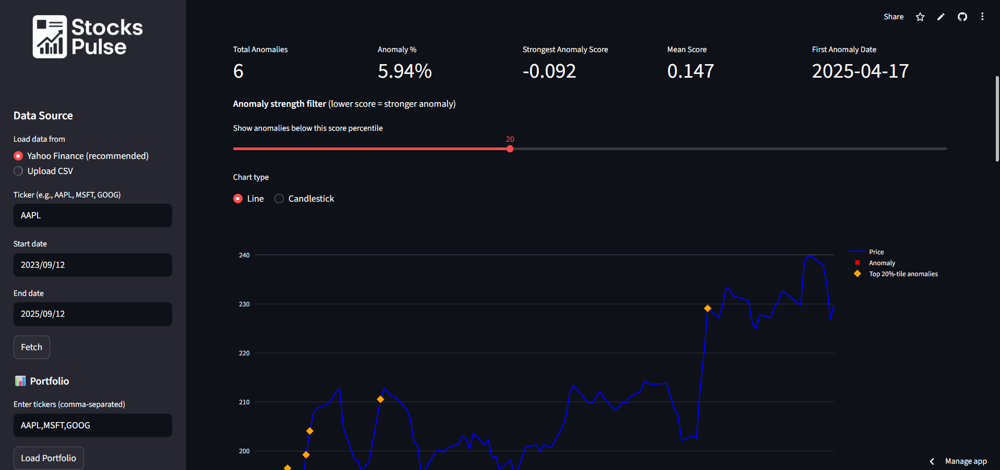 Stocks
Pulse
Data Source
Load data from
Yahoo Finance (recommended)
Upload CSV
Ticker (e.g., AAPL, MSFT, GOOG)
AAPL
Start date
2023/09/12
End date
2025/09/12
Fetch
Portfolio
Enter tickers (comma-separated)
AAPL,MSFT,GOOG
Load Portfolio
Share
Total Anomalies
6
Anomaly %
5.94%
Strongest Anomaly Score
-0.092
Mean Score
0.147
First Anomaly Date
2025-04-17
Anomaly strength filter (lower score = stronger anomaly)
Show anomalies below this score percentile
20
Chart type
Line
Candlestick
240
230
220
210
200
Price
Anomaly
Top 20%-tile anomalies
Manage app